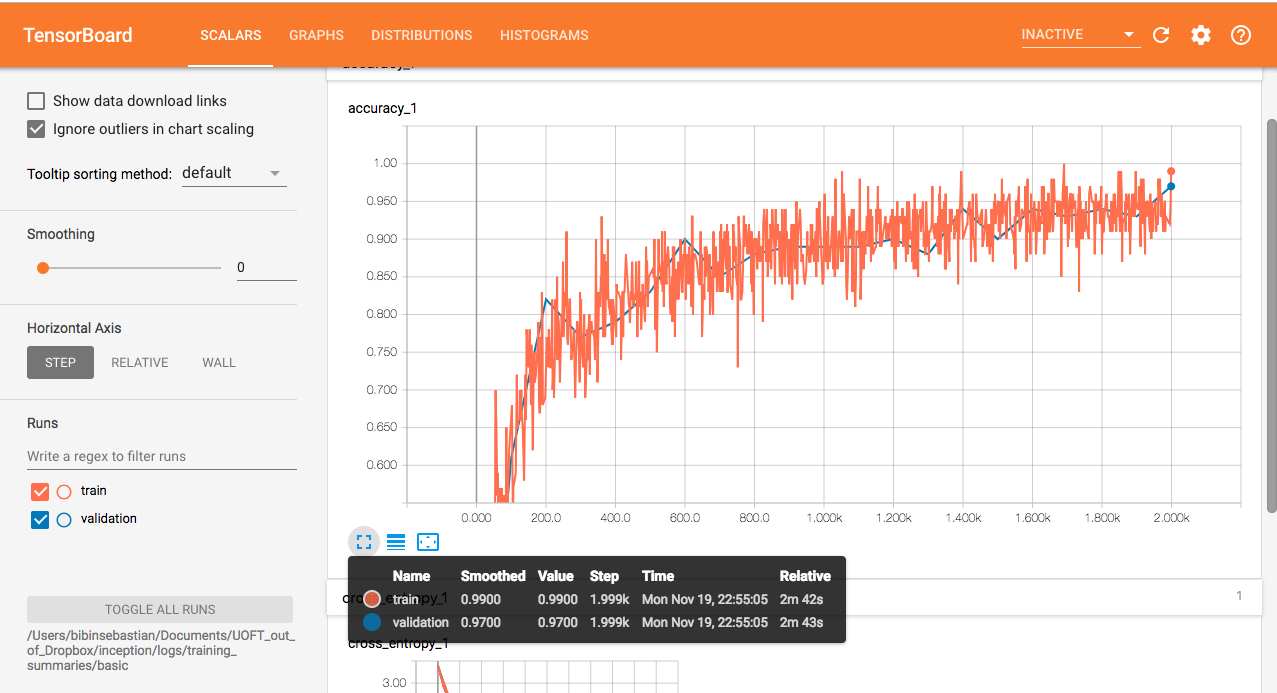 TensorBoard SCALARS GRAPHS DISTRIBUTIONS HISTOGRAMS INACTIVE
Show data download links
Ignore outliers in chart scaling
Tooltip sorting method: default
Smoothing
0
Horizontal Axis
STEP RELATIVE WALL
Runs
Write a regex to filter runs
train
validation
TOGGLE ALL RUNS
/Users/bibinsebastian/Documents/UOFT_out_
of_Dropbox/inception/logs/training_
summaries/basic
accuracy_1
accuracy_1
1.00
0.950
0.900
0.850
0.800
0.750
0.700
0.650
0.600
0.000 200.0 400.0 600.0 800.0 1.000k 1.200k 1.400k 1.600k 1.800k 2.000k
Name Smoothed Value Step Time Relative
train 0.9900 0.9900 1.999k Mon Nov 19, 22:55:05 2m 42s
validation 0.9700 0.9700 1.999k Mon Nov 19, 22:55:05 2m 43s
cross_entropy_1 1
cross_entropy_1
3.00